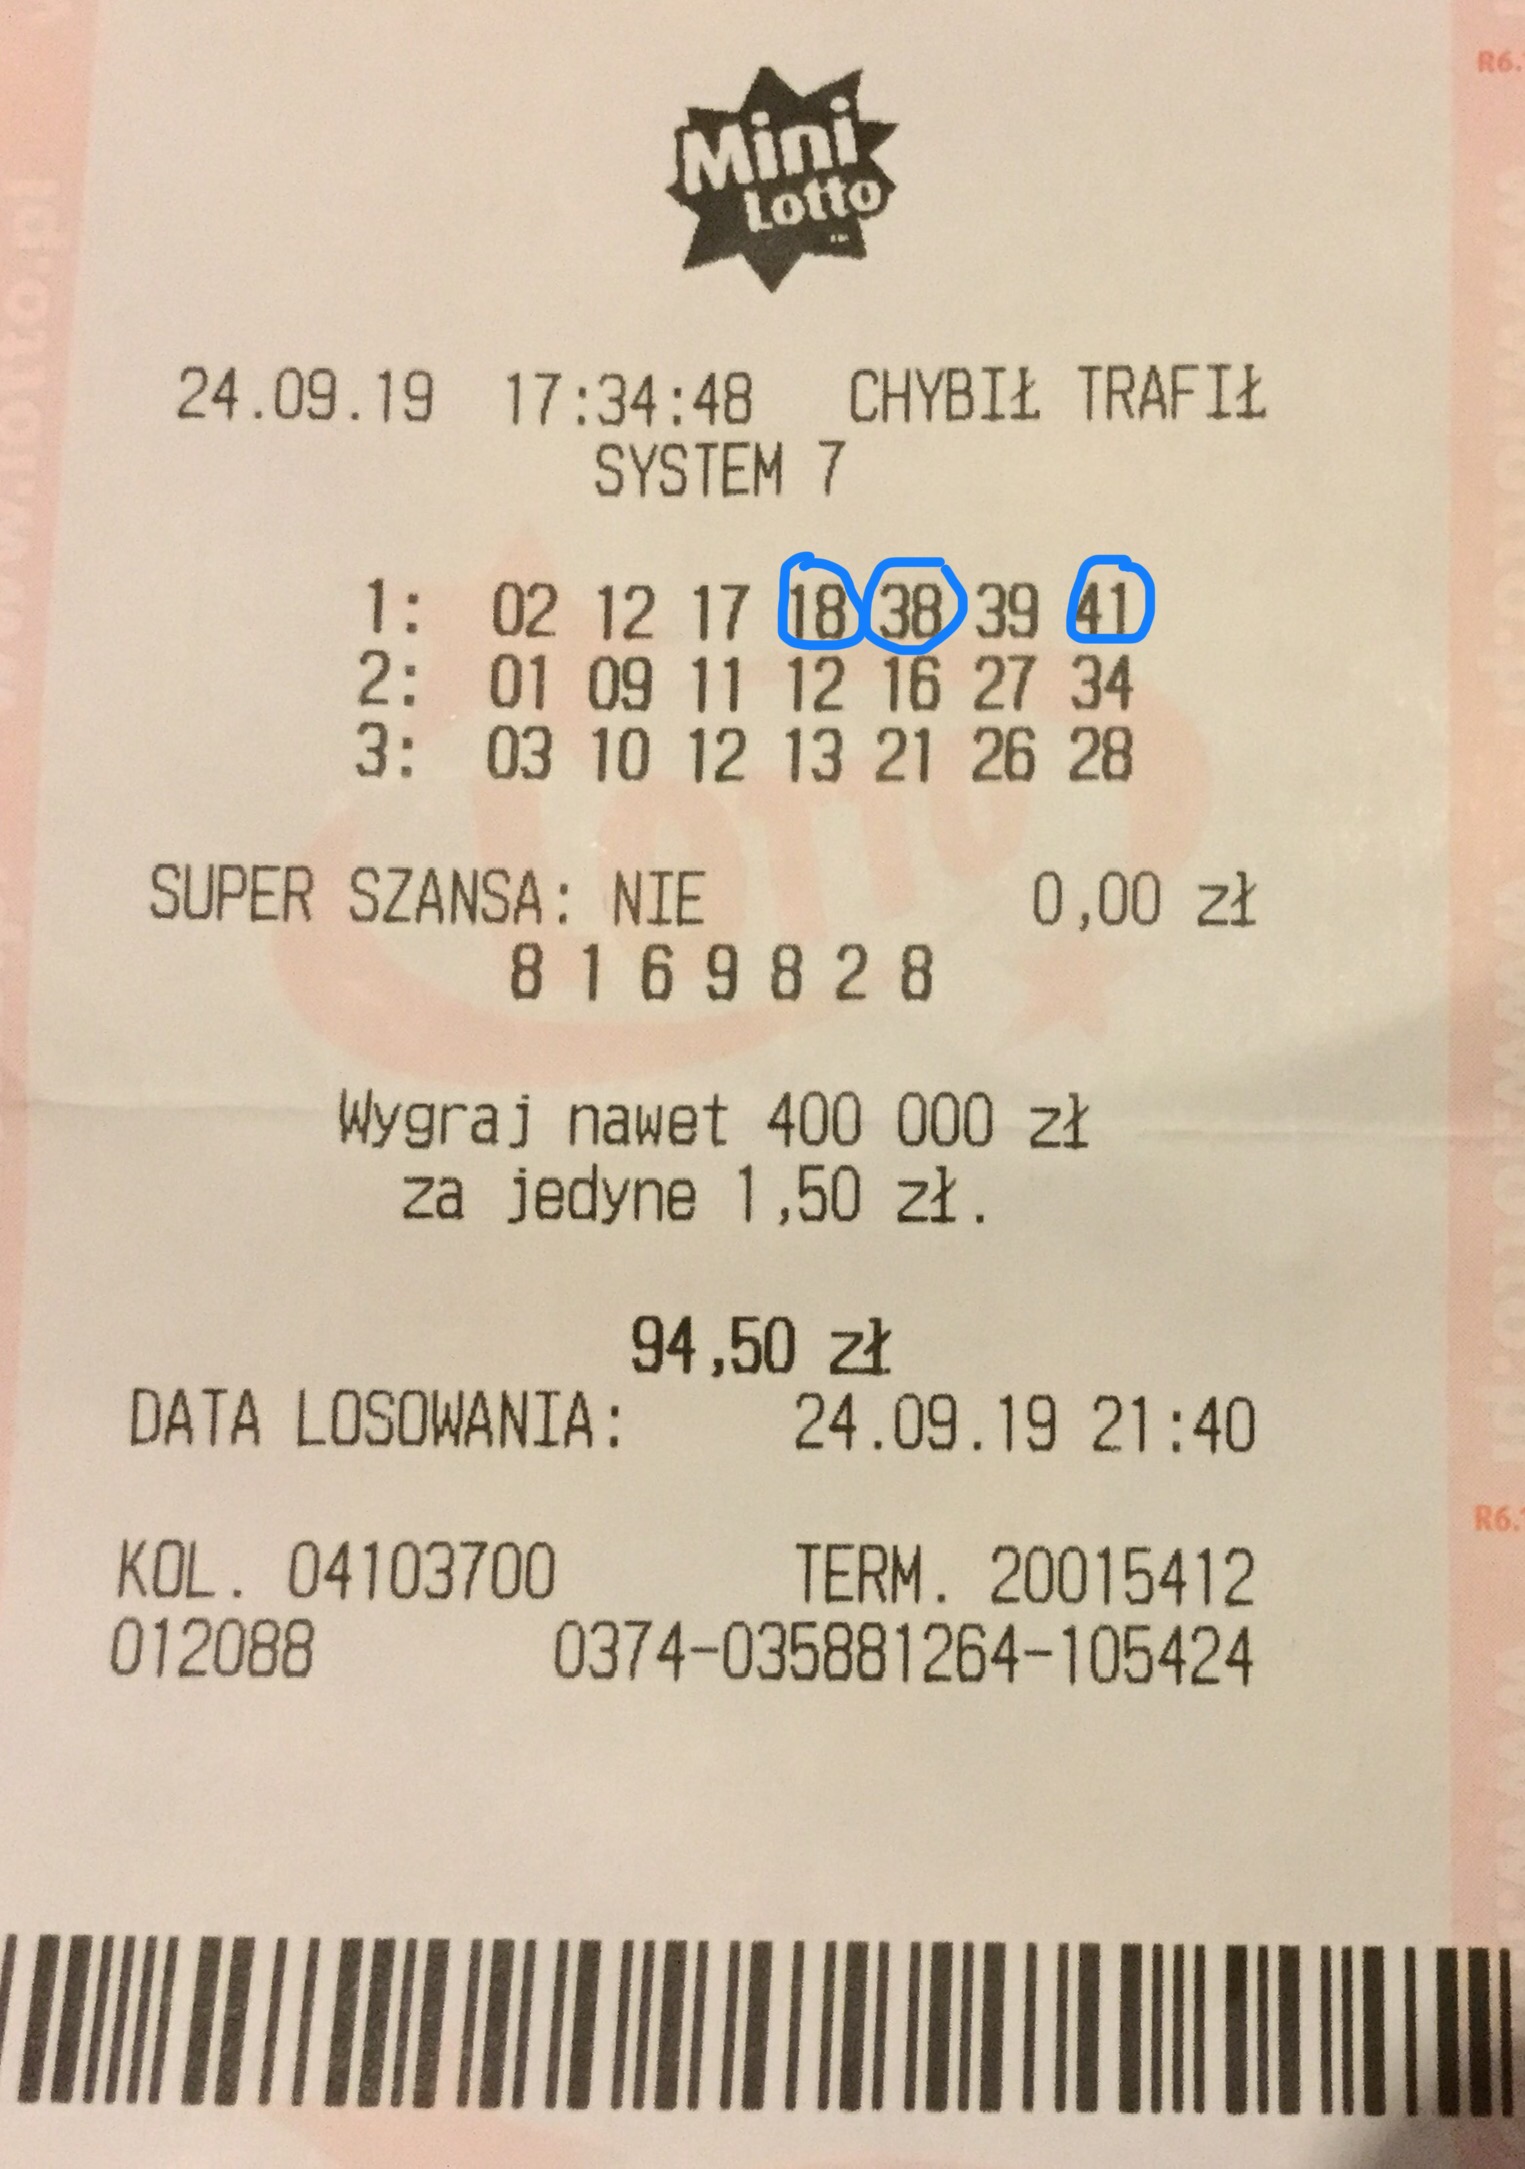 Mini
Lotto
24.09.19 17:34:48 CHYBIŁ TRAFIŁ
SYSTEM 7
1: 02 12 17 18 38 39 41
2: 01 09 11 12 16 27 34
3: 03 10 12 13 21 26 28
SUPER SZANSA: NIE 0,00 zł
8 1 6 9 8 2 8
Wygraj nawet 400 000 zł
za jedyne 1,50 zł.
94,50 zł
DATA LOSOWANIA: 24.09.19 21:40
KOL. 04103700 TERM. 20015412
012088 0374-035881264-105424